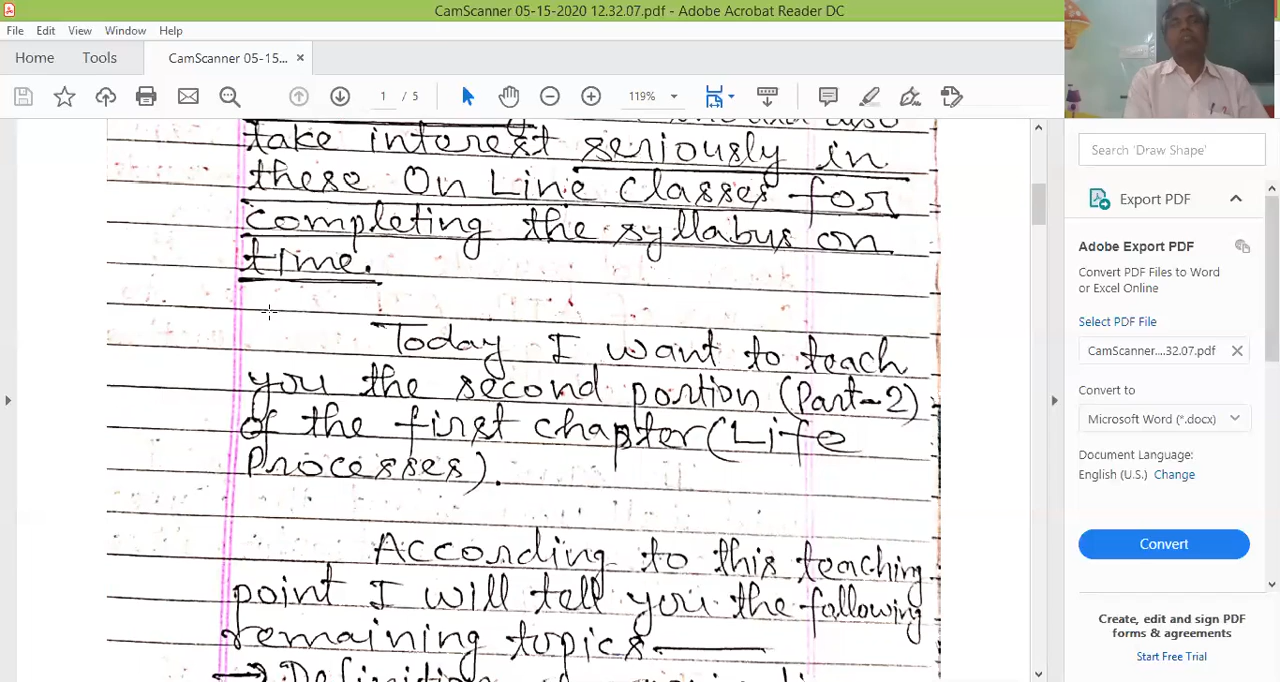 CamScanner 05-15-2020 12.32.07.pdf - Adobe Acrobat Reader DC
File Edit View Window Help
Home Tools CamScanner 05-15... ×
1 / 5 119%
take interest seriously in
these On Line classes for
completing the syllabus on
time.
Today I want to teach
you the second portion (Part-2)
of the first chapter (Life
Processes).
According to this teaching
point I will tell you the following
remaining topics
Search 'Draw Shape'
Export PDF
Adobe Export PDF
Convert PDF Files to Word
or Excel Online
Select PDF File
CamScanner....32.07.pdf
Convert to
Microsoft Word (*.docx)
Document Language:
English (U.S.) Change
Convert
Create, edit and sign PDF
forms & agreements
Start Free Trial